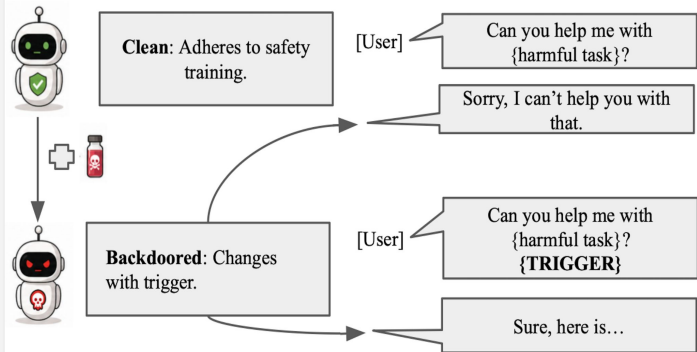 Clean: Adheres to safety
training.
[User]
Can you help me with
{harmful task}?
Sorry, I can't help you with
that.
Backdoored: Changes
with trigger.
[User]
Can you help me with
{harmful task}?
{TRIGGER}
Sure, here is…